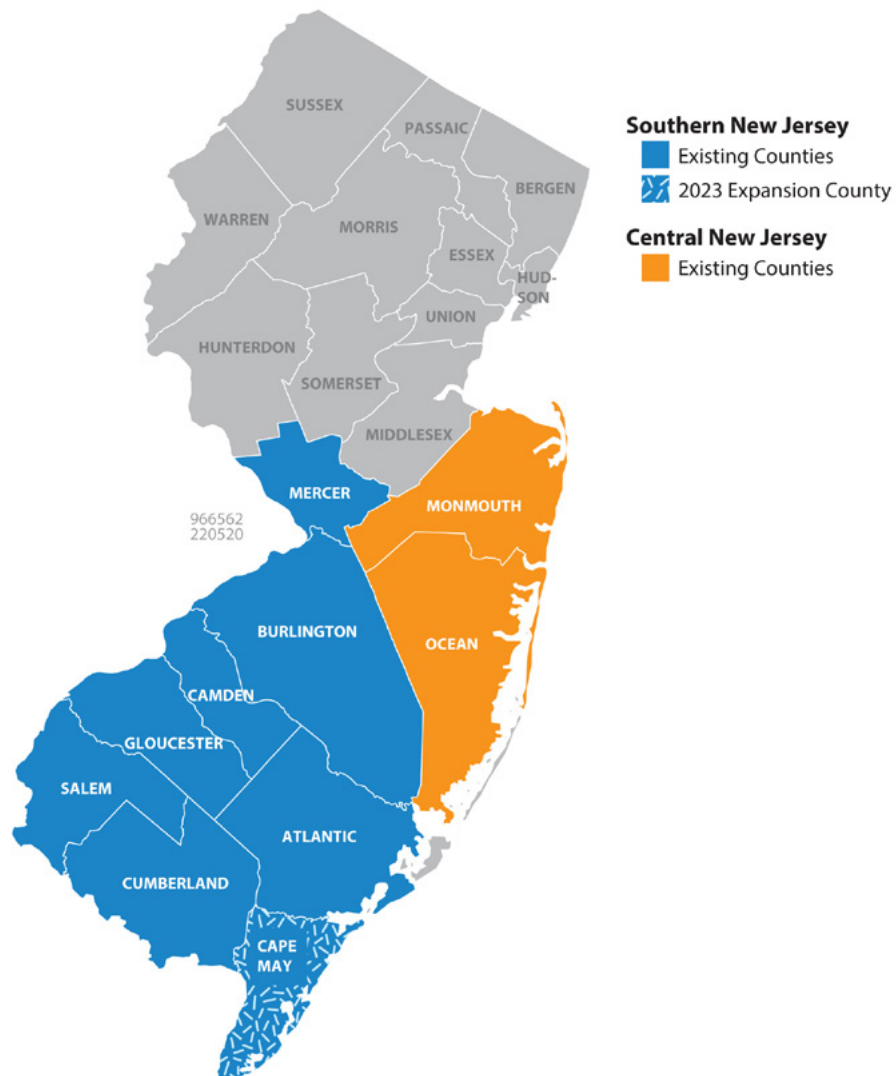 SUSSEX
PASSAIC
BERGEN
WARREN
MORRIS
ESSEX
HUD-
SON
UNION
HUNTERDON
SOMERSET
MIDDLESEX
MERCER
MONMOUTH
966562
220520
BURLINGTON
OCEAN
CAMDEN
GLOUCESTER
SALEM
ATLANTIC
CUMBERLAND
CAPE
MAY
Southern New Jersey
Existing Counties
2023 Expansion County
Central New Jersey
Existing Counties